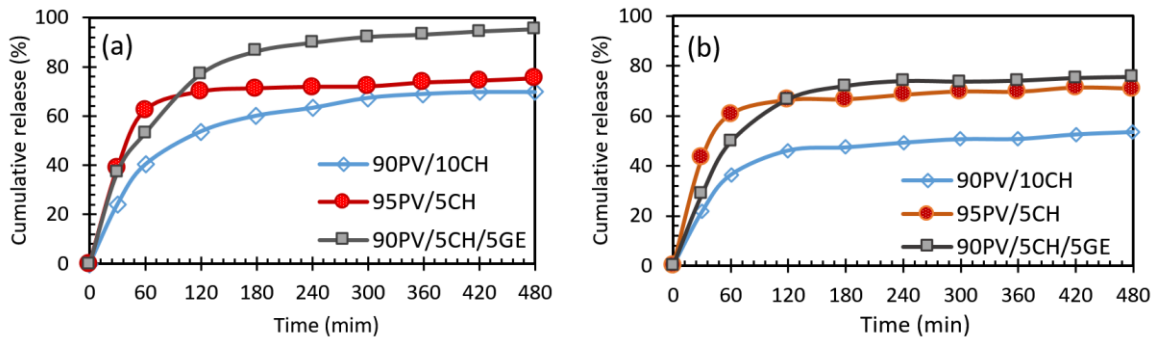 (a)
Cumulative relaese (%)
100
80
60
40
20
0
90PV/10CH
95PV/5CH
90PV/5CH/5GE
0 60 120 180 240 300 360 420 480
Time (mim)
(b)
Cumulative release (%)
100
80
60
40
20
0
90PV/10CH
95PV/5CH
90PV/5CH/5GE
0 60 120 180 240 300 360 420 480
Time (min)